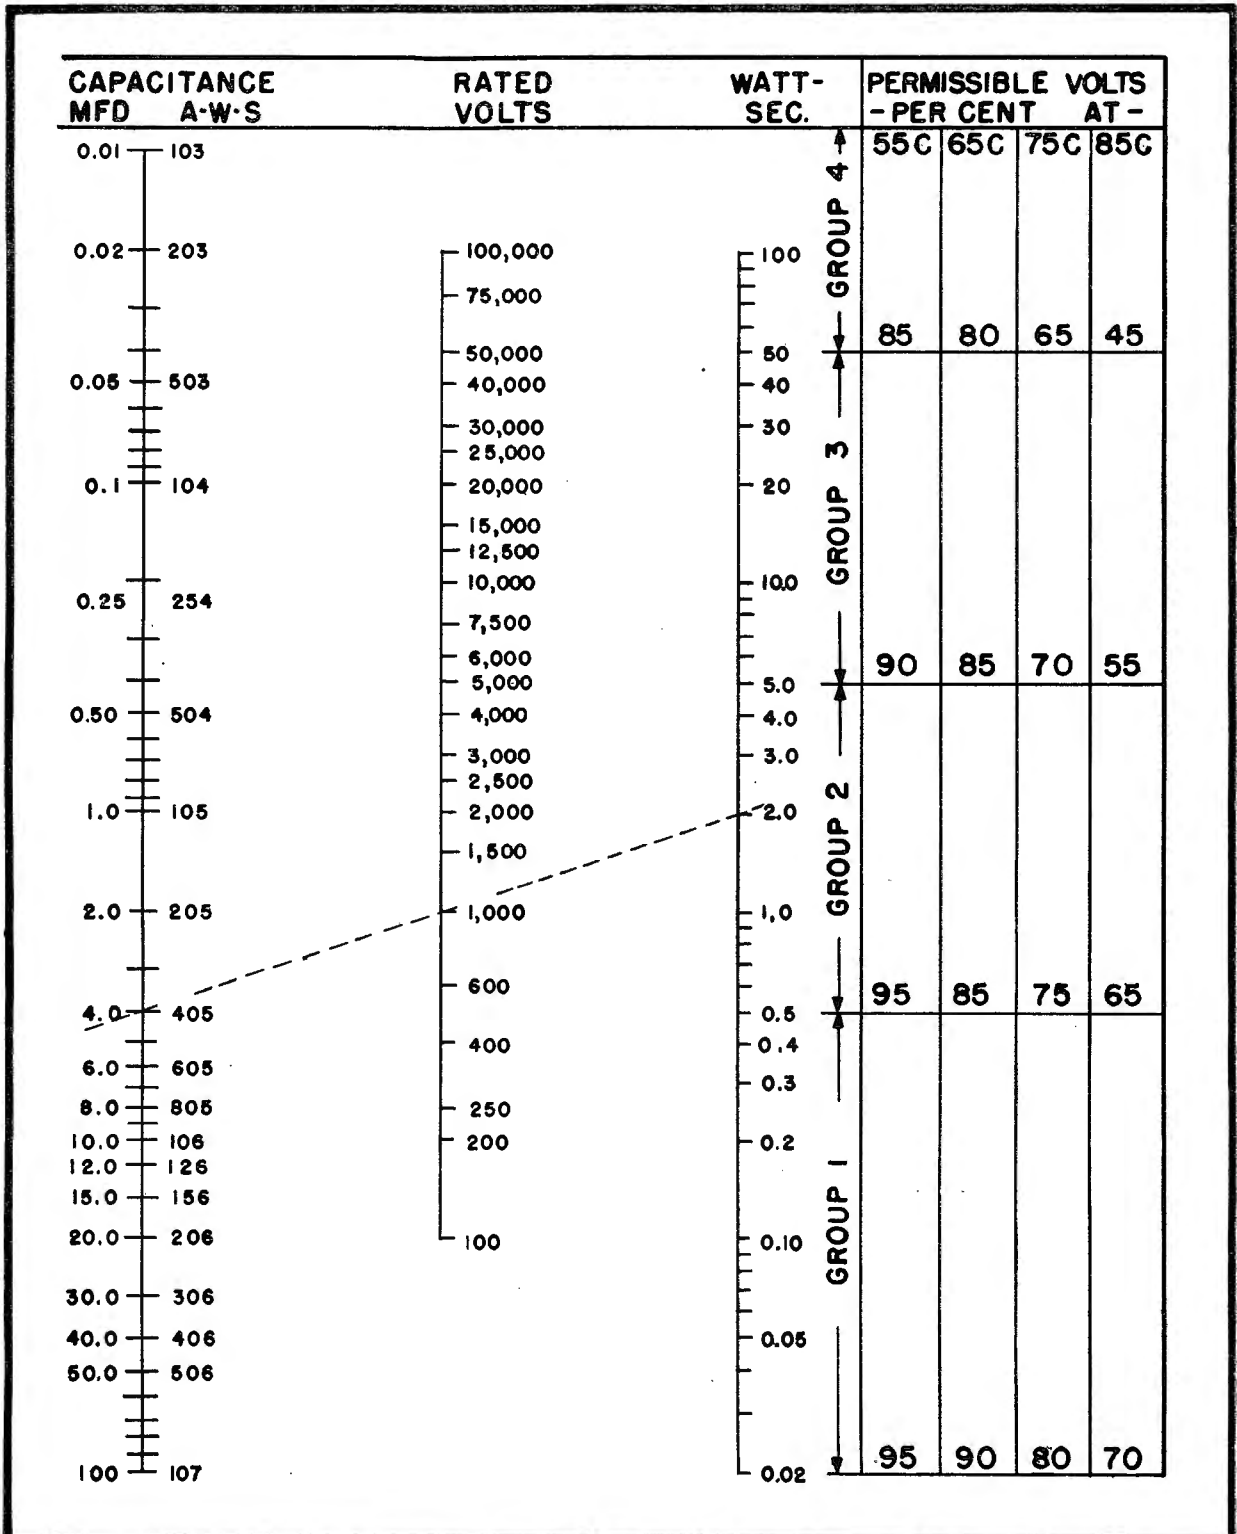 CAPACITANCE RATED WATT- PERMISSIBLE VOLTS
MFD A·W·S VOLTS SEC. -PER CENT AT-
55C 65C 75C 85C
0.01 103
0.02 203 100,000 100
75,000
GROUP 4
85 80 65 45
50,000 50
0.05 503 40,000 40
30,000 30
25,000
0.1 104 20,000 20
15,000
GROUP 3
12,500
10,000 10.0
0.25 254
7,500
6,000
90 85 70 55
5,000 5.0
0.50 504 4,000 4.0
3,000 3.0
2,500
1.0 105 2,000 2.0
GROUP 2
1,500
2.0 205 1,000 1,0
600
95 85 75 65
4.0 405 0.5
400 0.4
6.0 605
0.3
8.0 805 250
10.0 106 200 0.2
12.0 126
15.0 156
GROUP 1
20.0 206 100 0.10
30.0 306
40.0 406 0.05
50.0 506
95 90 80 70
100 107 0.02